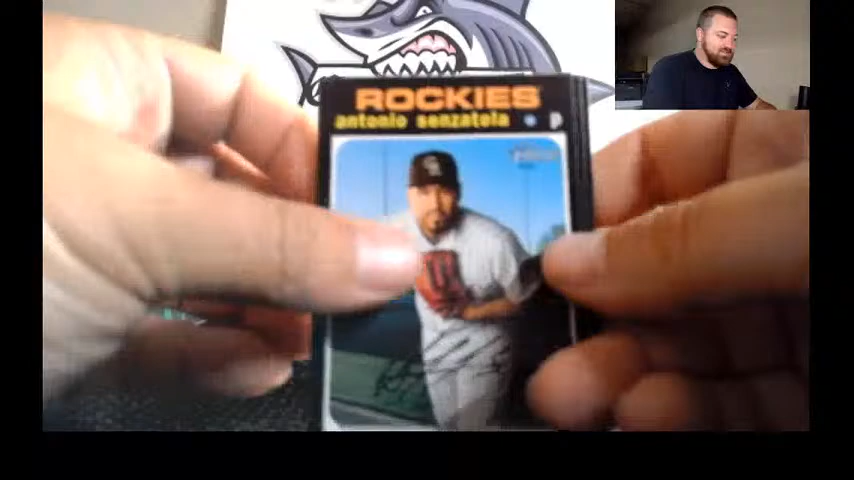 ROCKIES
antonio senzatela • p